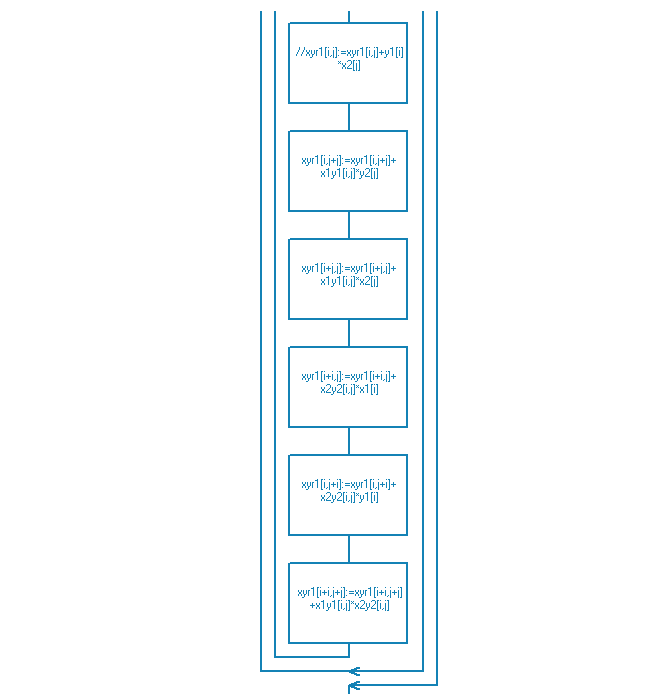 //xyr1[i,j]:=xyr1[i,j]+y1[i]
*x2[j]
xyr1[i,j+j]:=xyr1[i,j+j]+
x1y1[i,j]*y2[j]
xyr1[i+j,j]:=xyr1[i+j,j]+
x1y1[i,j]*x2[j]
xyr1[i+i,j]:=xyr1[i+i,j]+
x2y2[i,j]*x1[i]
xyr1[i,j+i]:=xyr1[i,j+i]+
x2y2[i,j]*y1[i]
xyr1[i+i,j+j]:=xyr1[i+i,j+j]
+x1y1[i,j]*x2y2[i,j]